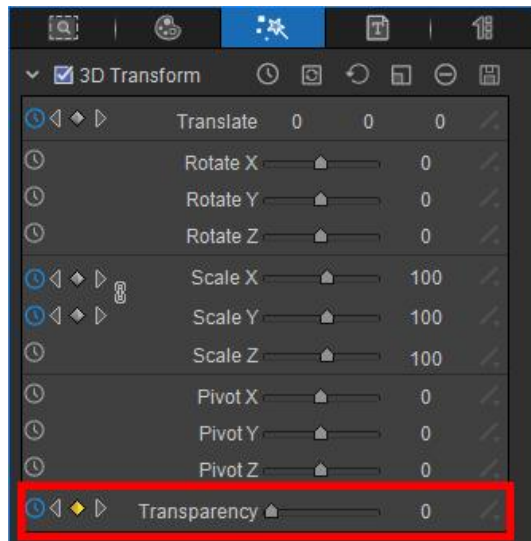 3D Transform
Translate 0 0 0
Rotate X 0
Rotate Y 0
Rotate Z 0
Scale X 100
Scale Y 100
Scale Z 100
Pivot X 0
Pivot Y 0
Pivot Z 0
Transparency 0